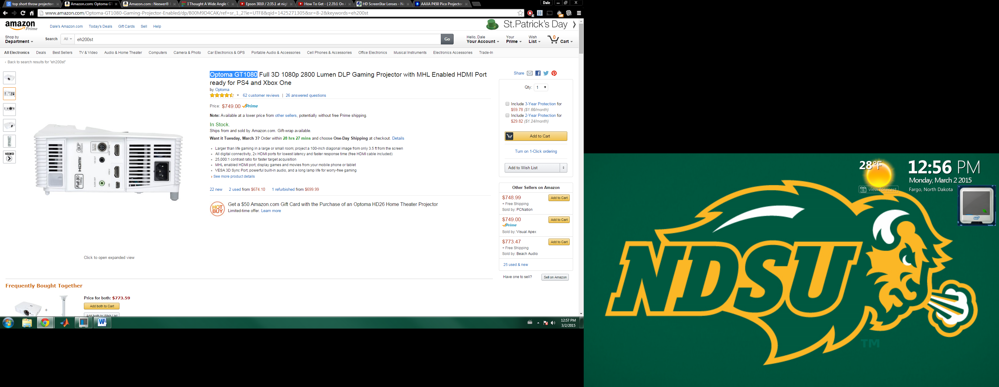 top short throw projector
Amazon.com: Optoma GT
Amazon.com : Neewer®
I Thought A Wide Angle C
Epson 3010 / 2:35.1 at nig
How To Get - ( 2.35:1 On
HD ScreenStar Lenses - N
AAXA P450 Pico Projector
Dale
www.amazon.com/Optoma-GT1080-Gaming-Projector-Enabled/dp/B00M9D4CAK/ref=sr_1_2?ie=UTF8&qid=1425271305&sr=8-2&keywords=eh200st
4
off
amazon
Prime
Dale's Amazon.com Today's Deals Gift Cards Sell Help
St.Patrick's Day
Shop by
Department
Search
All
eh200st
Go
Hello, Dale
Your Account
Your
Prime
Wish
List
0
Cart
All Electronics Deals Best Sellers TV & Video Audio & Home Theater Computers Camera & Photo Car Electronics & GPS Portable Audio & Accessories Cell Phones & Accessories Office Electronics Musical Instruments Electronics Accessories Trade-In
‹ Back to search results for "eh200st"
VIDEO
DLP
HDMI
Full 3D
1080p
12V OUT
AUDIO OUT
Click to open expanded view
Optoma GT1080 Full 3D 1080p 2800 Lumen DLP Gaming Projector with MHL Enabled HDMI Port
ready for PS4 and Xbox One
by Optoma
62 customer reviews | 26 answered questions
Price: $749.00 Prime
Note: Available at a lower price from other sellers, potentially without free Prime shipping.
In Stock.
Ships from and sold by Amazon.com. Gift-wrap available.
Want it Tuesday, March 3? Order within 28 hrs 27 mins and choose One-Day Shipping at checkout. Details
Larger than life gaming in a large or small room; project a 100-inch diagonal image from only 3.5 ft from the screen
All digital connectivity, 2x HDMI ports for lowest latency and faster response time (free HDMI cable included)
25,000:1 contrast ratio for faster target acquisition
MHL enabled HDMI port, display games and movies from your mobile phone or tablet
VESA 3D Sync Port, powerful built-in audio, and a long lamp life for worry-free gaming
› See more product details
22 new 2 used from $674.10 1 refurbished from $699.99
HOT
BUY
Get a $50 Amazon.com Gift Card with the Purchase of an Optoma HD26 Home Theater Projector
Limited-time offer. Learn more
Share
Qty: 1
Include 3-Year Protection for
$59.78 ($1.66/month)
Include 2-Year Protection for
$29.82 ($1.24/month)
Add to Cart
Turn on 1-Click ordering
Add to Wish List
Other Sellers on Amazon
$748.99 Add to Cart
+ Free Shipping
Sold by: PCNation
$749.00 Add to Cart
Prime
Sold by: Visual Apex
$773.47 Add to Cart
+ Free Shipping
Sold by: Beach Audio
25 used & new
Have one to sell? Sell on Amazon
Frequently Bought Together
+
Price for both: $773.59
Add both to Cart
Add both to Wish List
W
12:57 PM
3/2/2015
28°F
15
view forecast
12:56 PM
Monday, March 2 2015
Fargo, North Dakota
intel
NDSU
TM